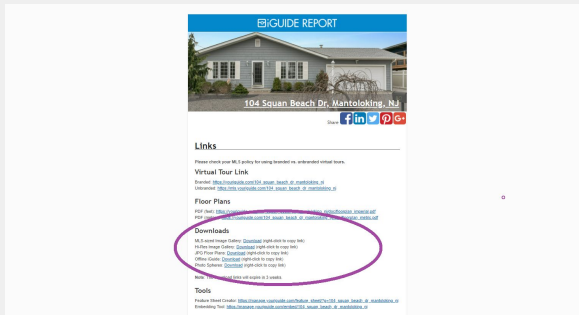 iGUIDE REPORT
104 Squan Beach Dr, Mantoloking, NJ
Share
Links
Please check your MLS policy for using branded vs. unbranded virtual tours.
Virtual Tour Link
Branded: https://youriguide.com/104_squan_beach_dr_mantoloking_nj
Unbranded: https://mls.youriguide.com/104_squan_beach_dr_mantoloking_nj
Floor Plans
PDF (feet):
PDF
Downloads
MLS-sized Image Gallery: Download (right-click to copy link)
Hi-Res Image Gallery: Download (right-click to copy link)
JPG Floor Plans: Download (right-click to copy link)
Offline iGuide: Download (right-click to copy link)
Photo Spheres: Download (right-click to copy link)
Note: The download links will expire in 2 weeks
Tools
Feature Sheet Creator:
Embedding Tool: